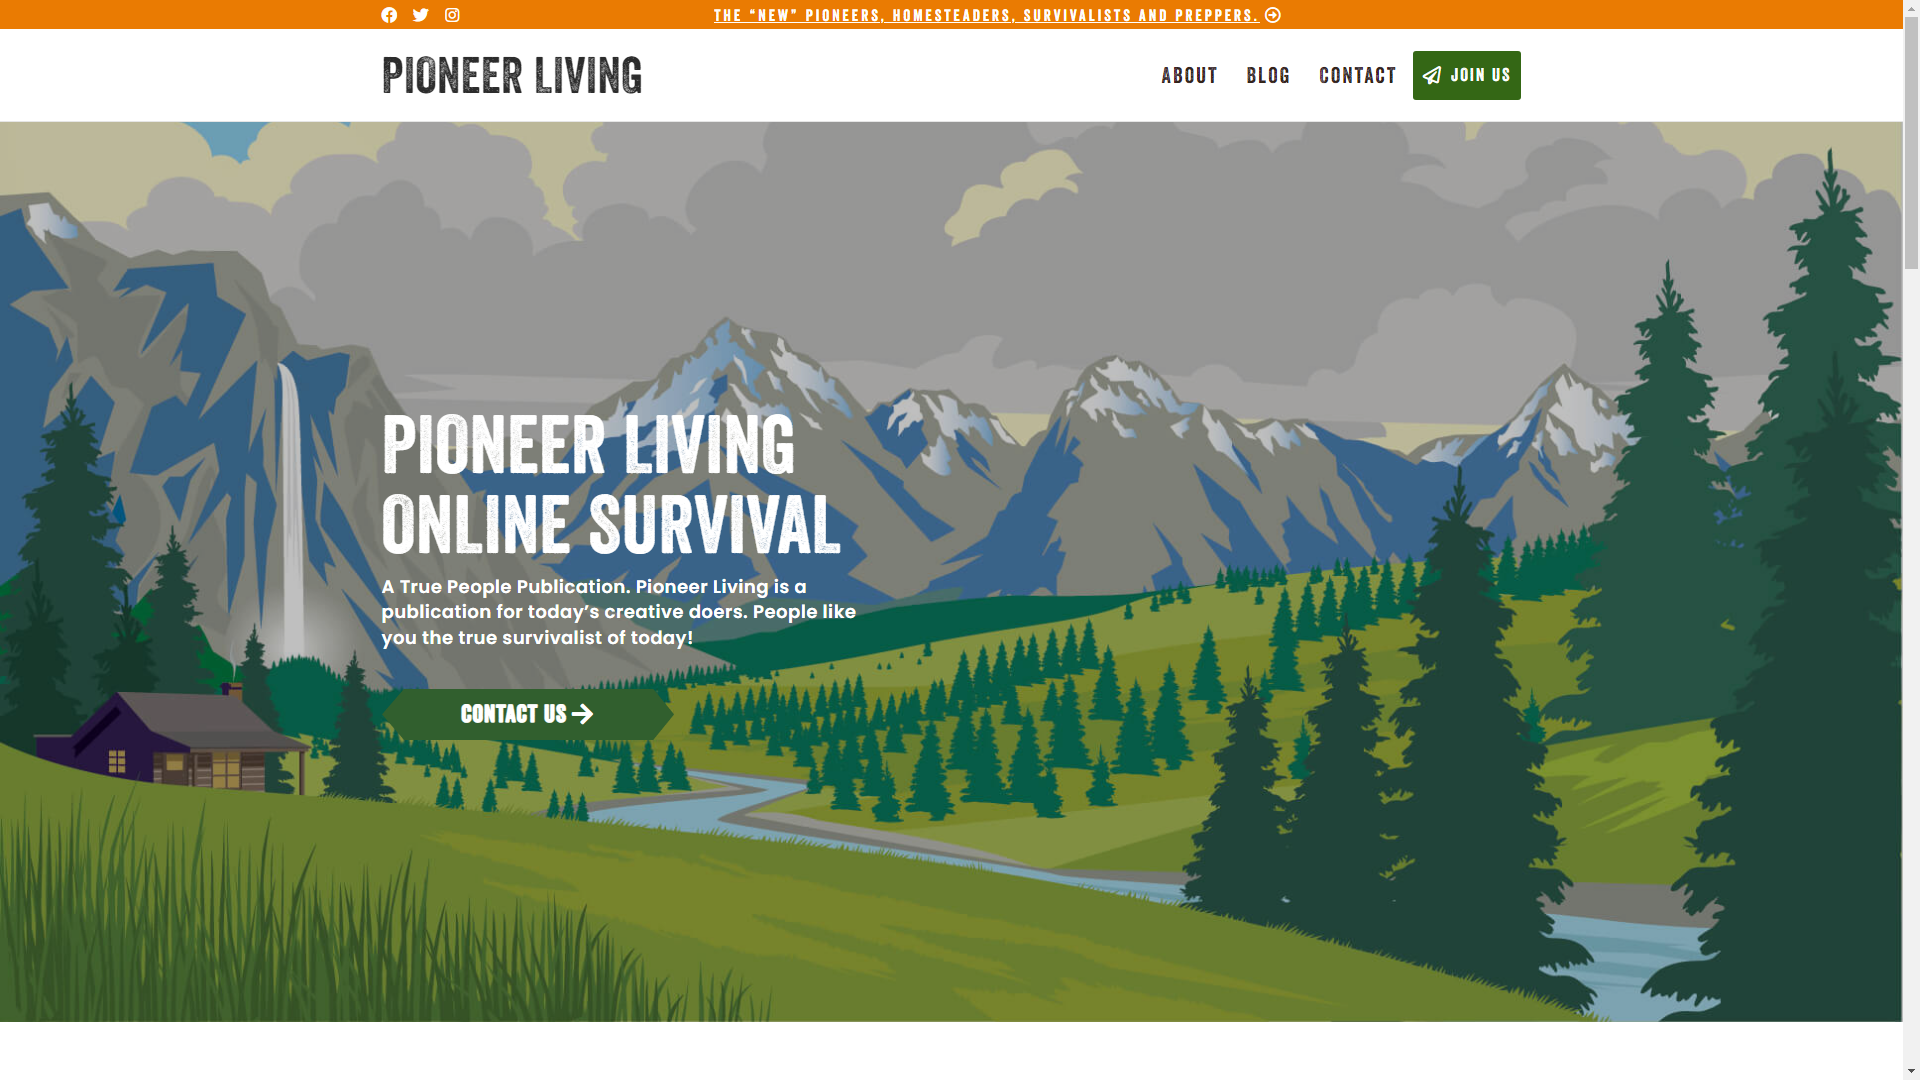 THE “NEW” PIONEERS, HOMESTEADERS, SURVIVALISTS AND PREPPERS.
PIONEER LIVING
ABOUT
BLOG
CONTACT
JOIN US
PIONEER LIVING
ONLINE SURVIVAL
A True People Publication. Pioneer Living is a
publication for today’s creative doers. People like
you the true survivalist of today!
CONTACT US